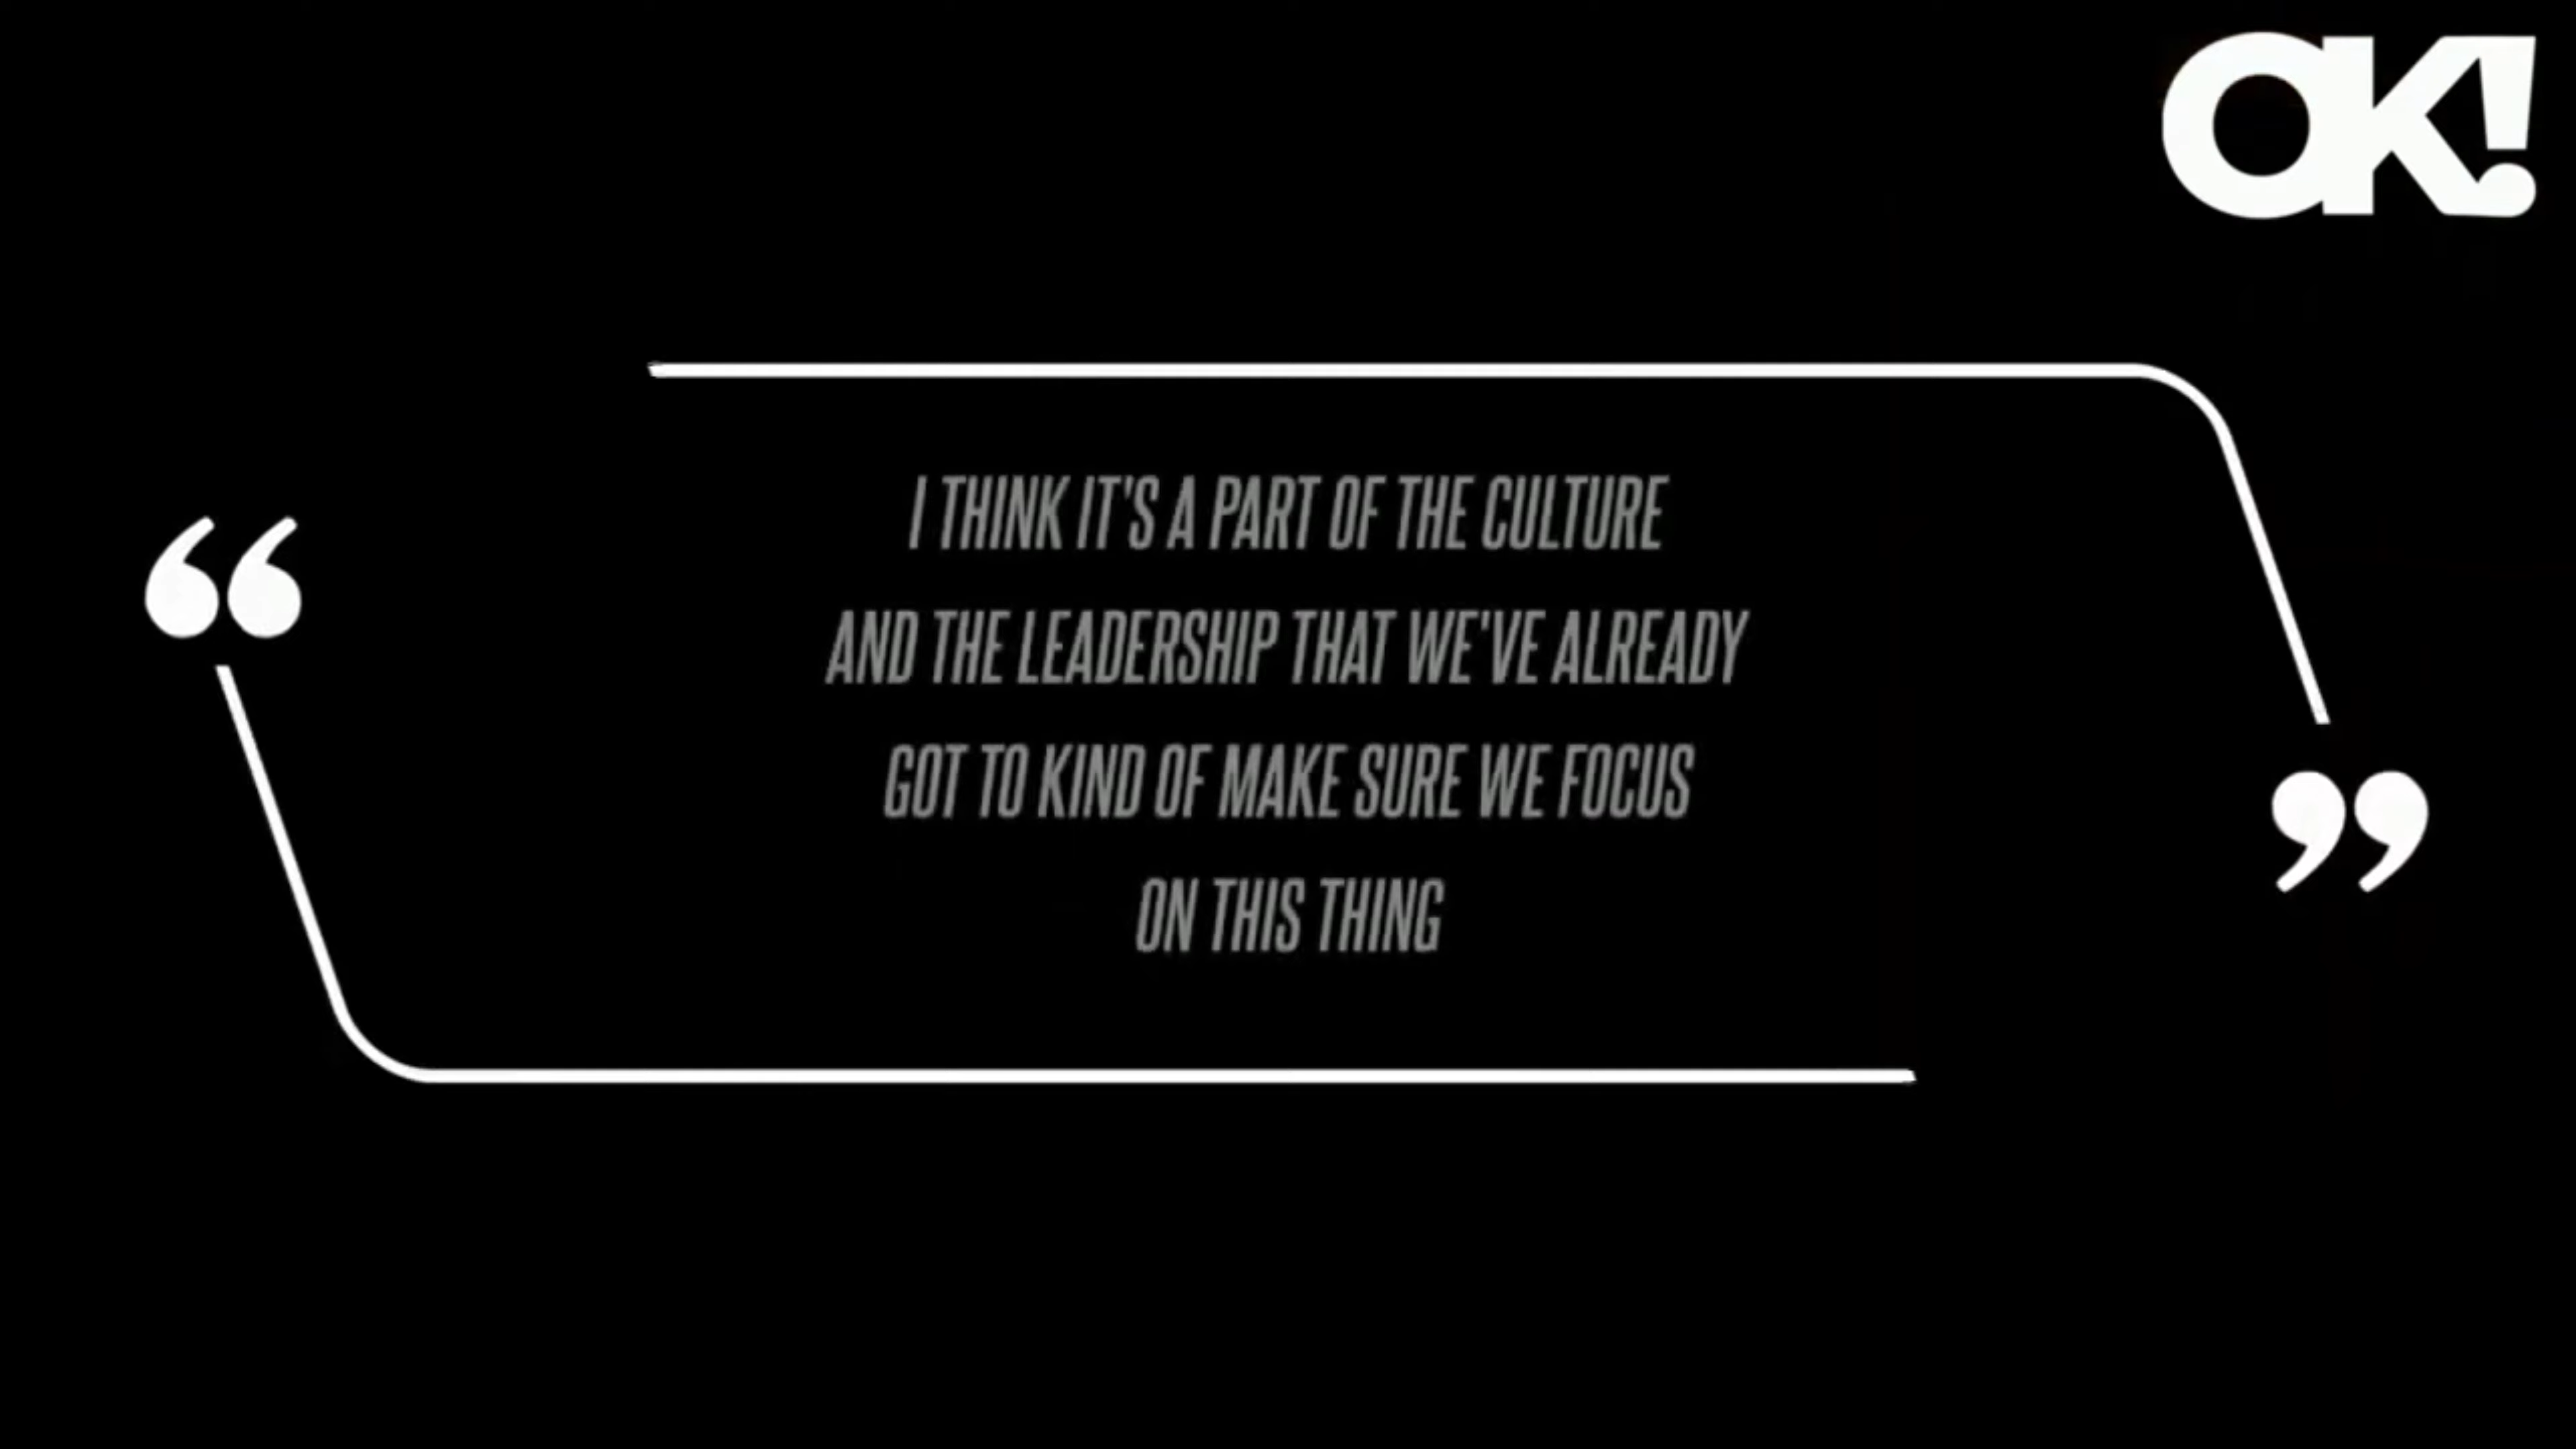 OK!
I THINK IT'S A PART OF THE CULTURE
AND THE LEADERSHIP THAT WE'VE ALREADY
GOT TO KIND OF MAKE SURE WE FOCUS
ON THIS THING